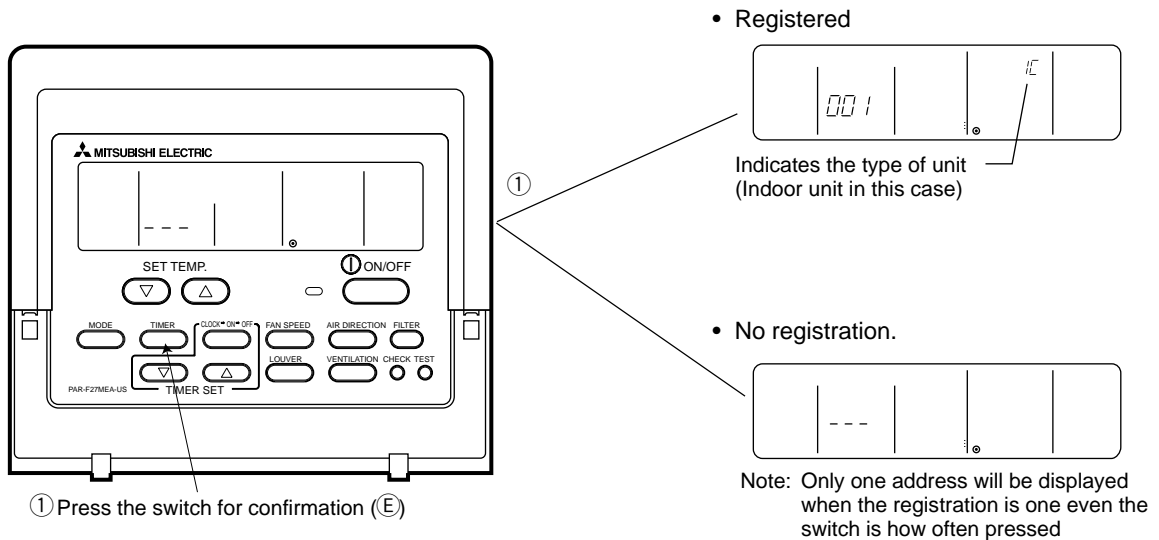 MITSUBISHI ELECTRIC
- - -
SET TEMP.
ON/OFF
MODE
TIMER
CLOCK➡ ON➡ OFF
FAN SPEED
AIR DIRECTION
FILTER
LOUVER
VENTILATION
CHECK TEST
PAR-F27MEA-US
TIMER SET
① Press the switch for confirmation (Ⓔ)
①
• Registered
001
IC
Indicates the type of unit
(Indoor unit in this case)
• No registration.
- - -
Note: Only one address will be displayed
when the registration is one even the
switch is how often pressed